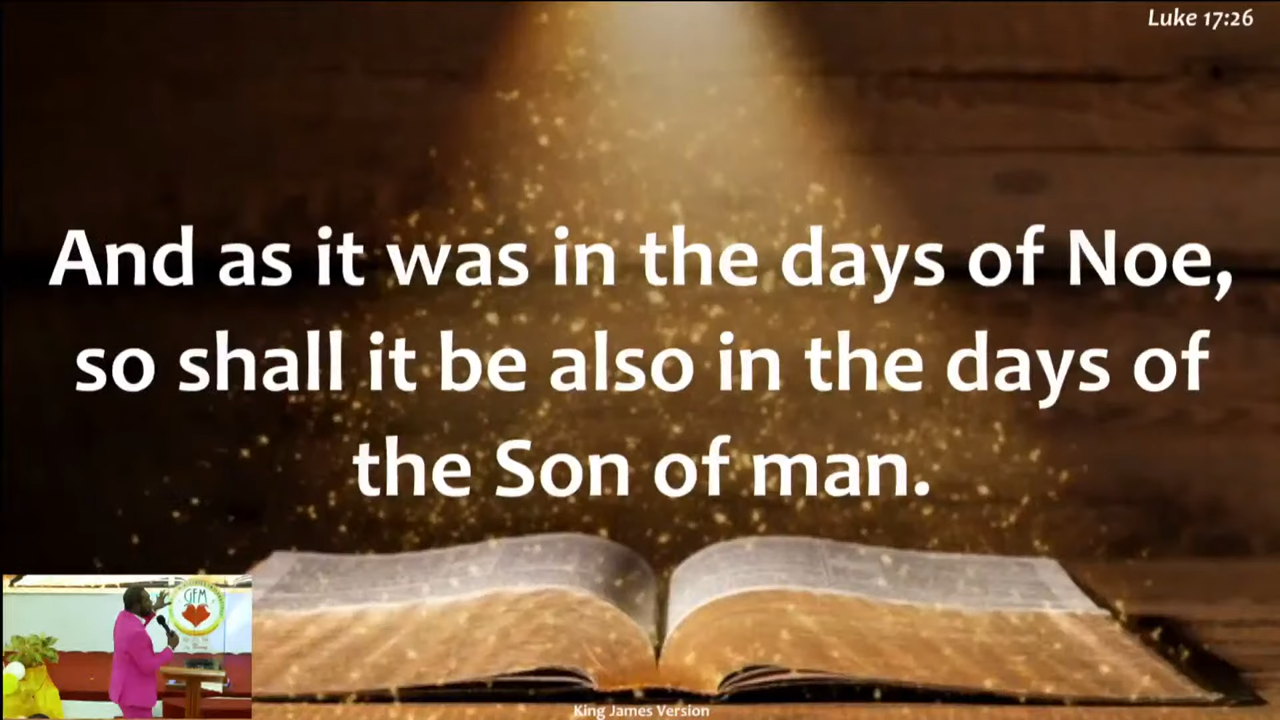 Luke 17:26
And as it was in the days of Noe,
so shall it be also in the days of
the Son of man.
GFM
King James Version